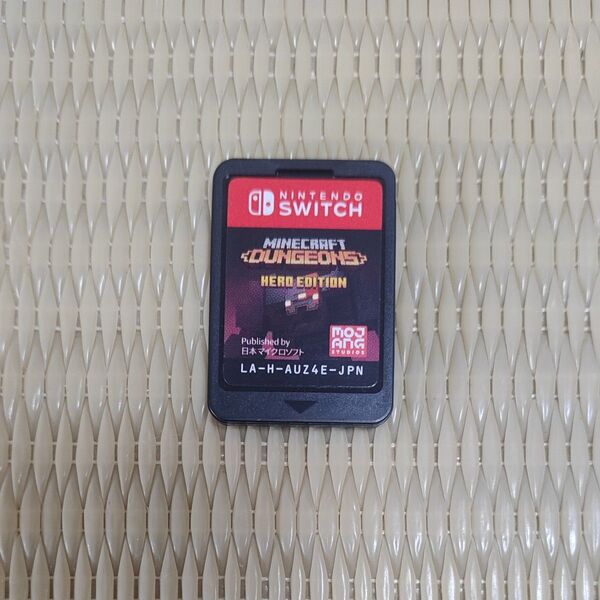 NINTENDO
SWITCH
MINECRAFT
DUNGEONS
HERO EDITION
Published by
日本マイクロソフト
MOJ
ANG
STUDIOS
LA-H-AUZ4E-JPN